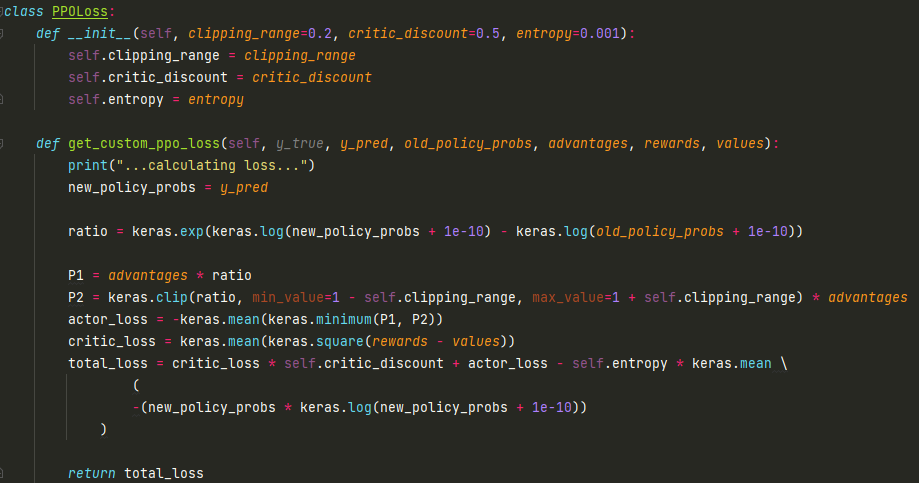 class PPOLoss:
    def __init__(self, clipping_range=0.2, critic_discount=0.5, entropy=0.001):
        self.clipping_range = clipping_range
        self.critic_discount = critic_discount
        self.entropy = entropy

    def get_custom_ppo_loss(self, y_true, y_pred, old_policy_probs, advantages, rewards, values):
        print("...calculating loss...")
        new_policy_probs = y_pred

        ratio = keras.exp(keras.log(new_policy_probs + 1e-10) - keras.log(old_policy_probs + 1e-10))

        P1 = advantages * ratio
        P2 = keras.clip(ratio, min_value=1 - self.clipping_range, max_value=1 + self.clipping_range) * advantages
        actor_loss = -keras.mean(keras.minimum(P1, P2))
        critic_loss = keras.mean(keras.square(rewards - values))
        total_loss = critic_loss * self.critic_discount + actor_loss - self.entropy * keras.mean \
                (
                -(new_policy_probs * keras.log(new_policy_probs + 1e-10))
            )

        return total_loss